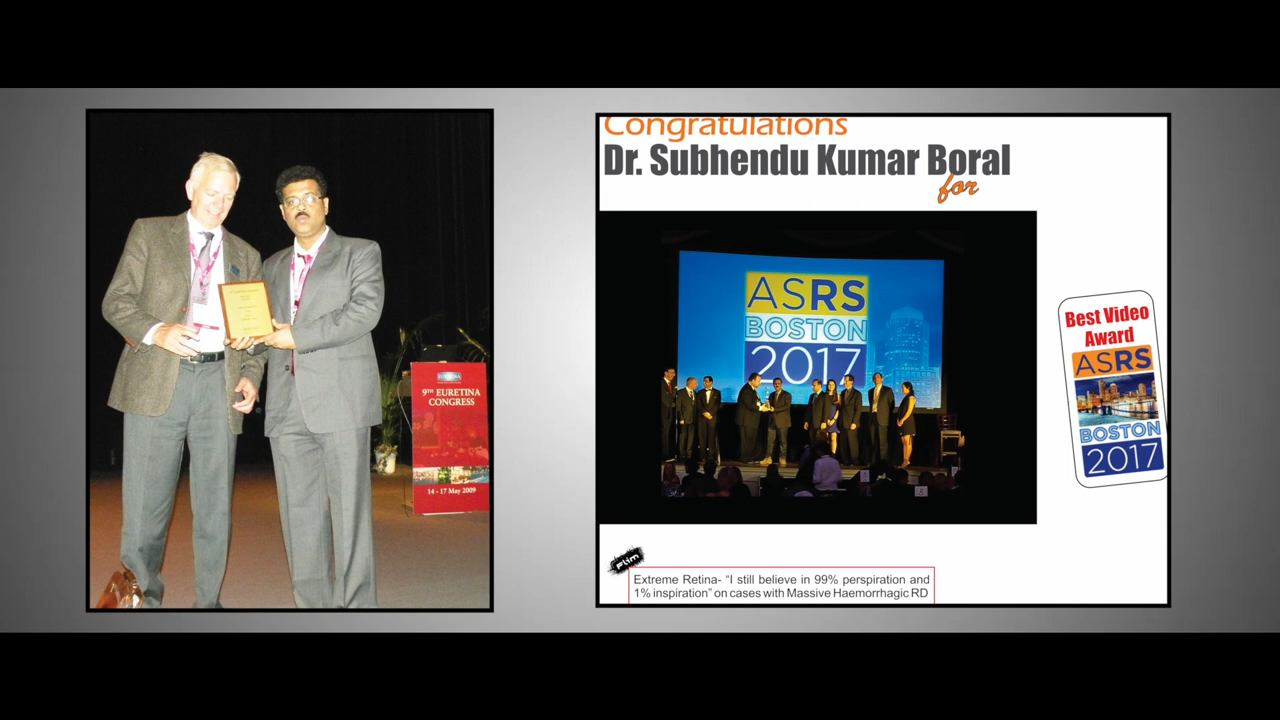 9TH EURETINA
CONGRESS
14 - 17 May 2009
Congratulations
Dr. Subhendu Kumar Boral
for
ASRS
BOSTON
2017
Best Video
Award
ASRS
BOSTON
2017
Film
Extreme Retina- “I still believe in 99% perspiration and
1% inspiration” on cases with Massive Haemorrhagic RD